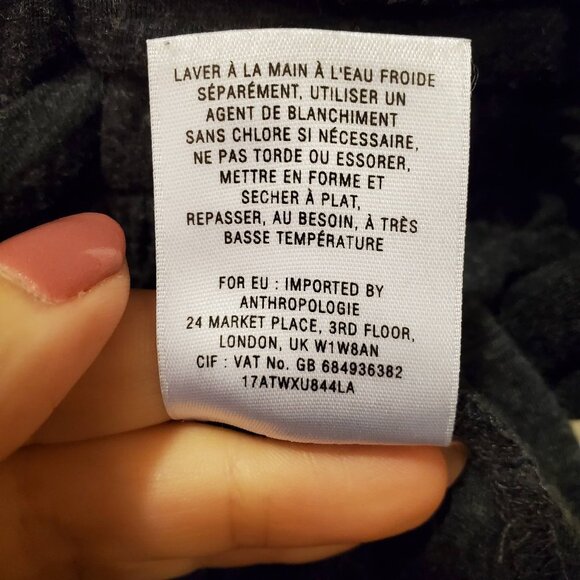 LAVER À LA MAIN À L'EAU FROIDE
SÉPARÉMENT, UTILISER UN
AGENT DE BLANCHIMENT
SANS CHLORE SI NÉCESSAIRE,
NE PAS TORDE OU ESSORER,
METTRE EN FORME ET
SECHER À PLAT,
REPASSER, AU BESOIN, À TRÈS
BASSE TEMPÉRATURE
FOR EU : IMPORTED BY
ANTHROPOLOGIE
24 MARKET PLACE, 3RD FLOOR,
LONDON, UK W1W8AN
CIF : VAT No. GB 684936382
17ATWXU844LA